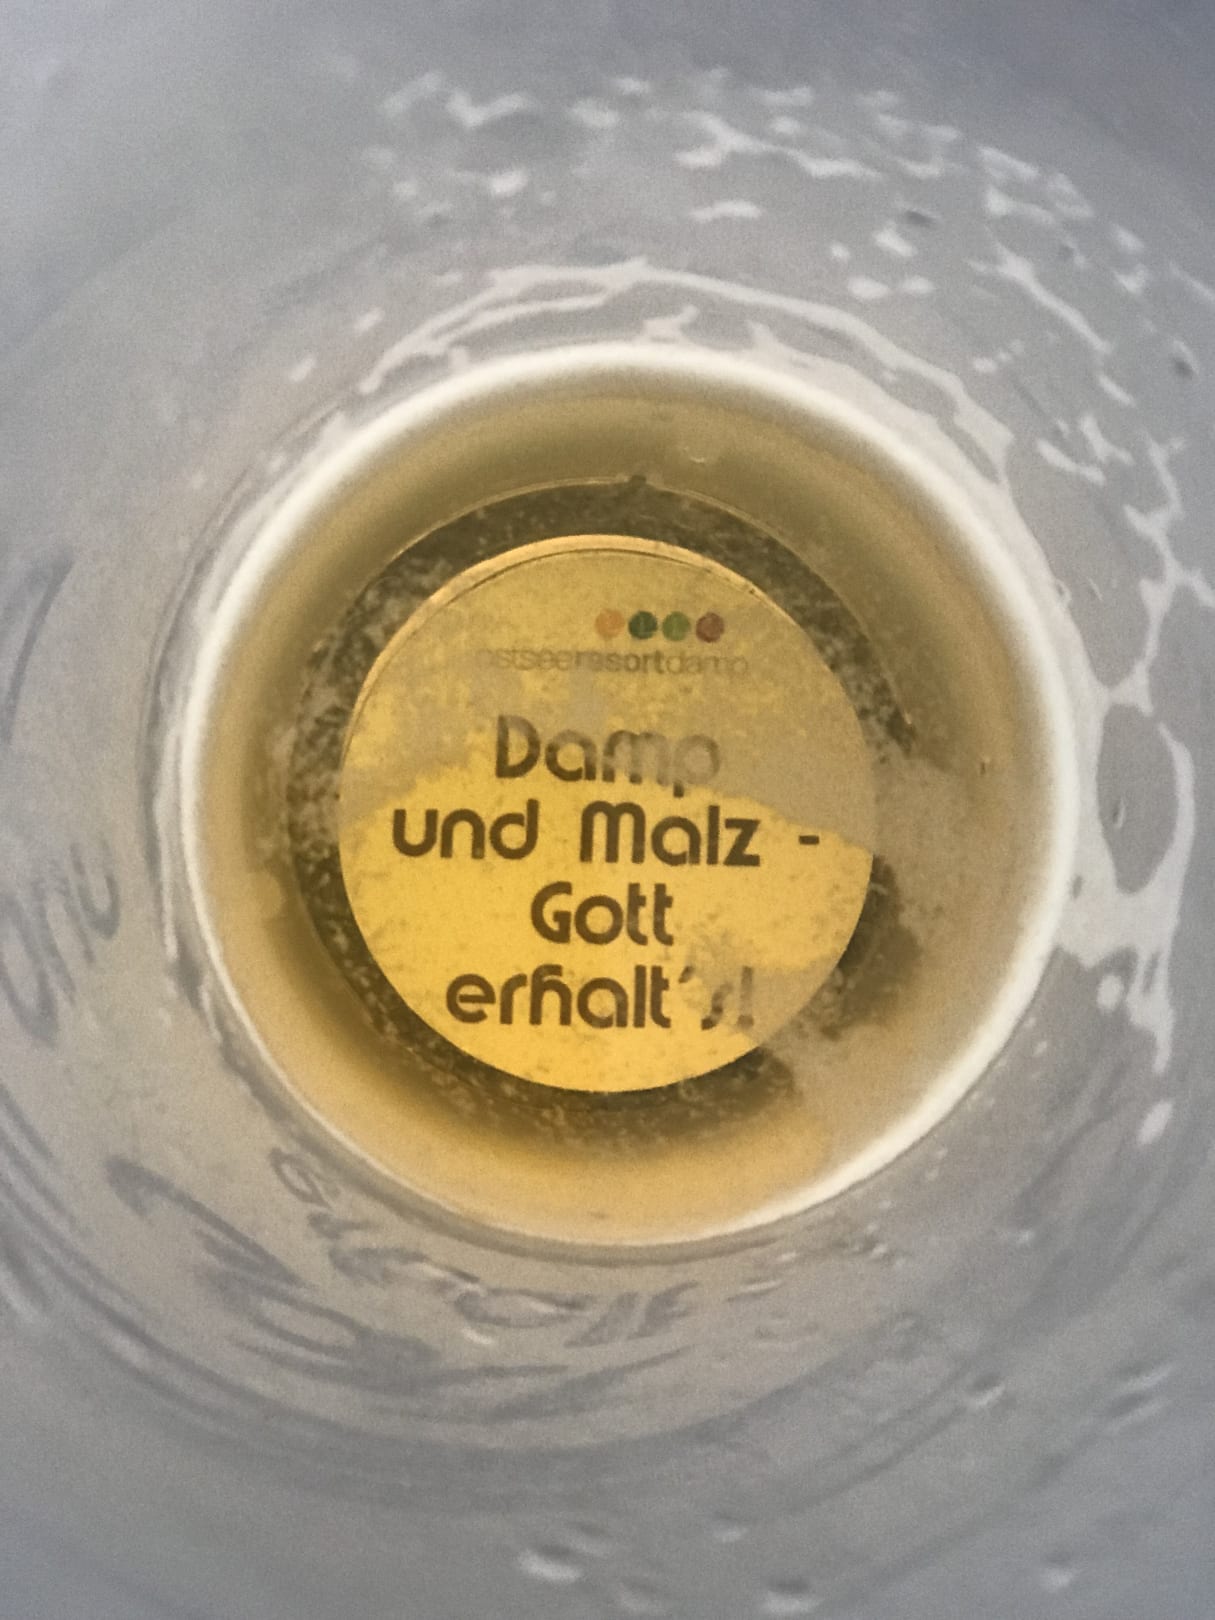 ostseeresortdamp
Damp
und Malz -
Gott
erhalt's!